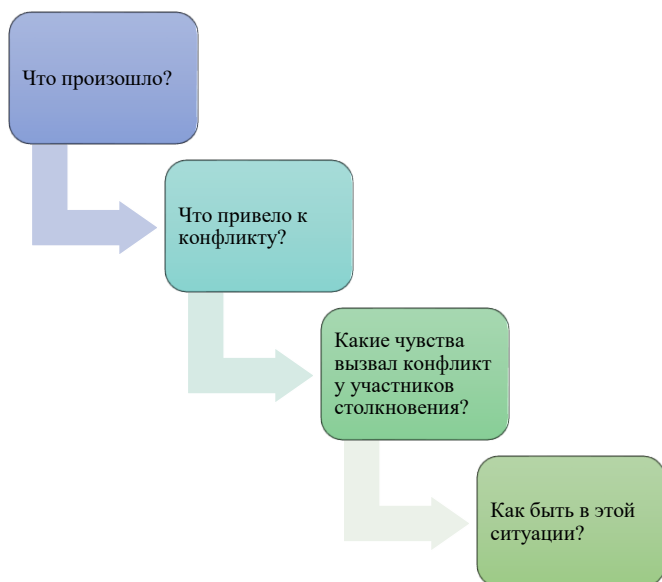 Что произошло?
Что привело к
конфликту?
Какие чувства
вызвал конфликт
у участников
столкновения?
Как быть в этой
ситуации?